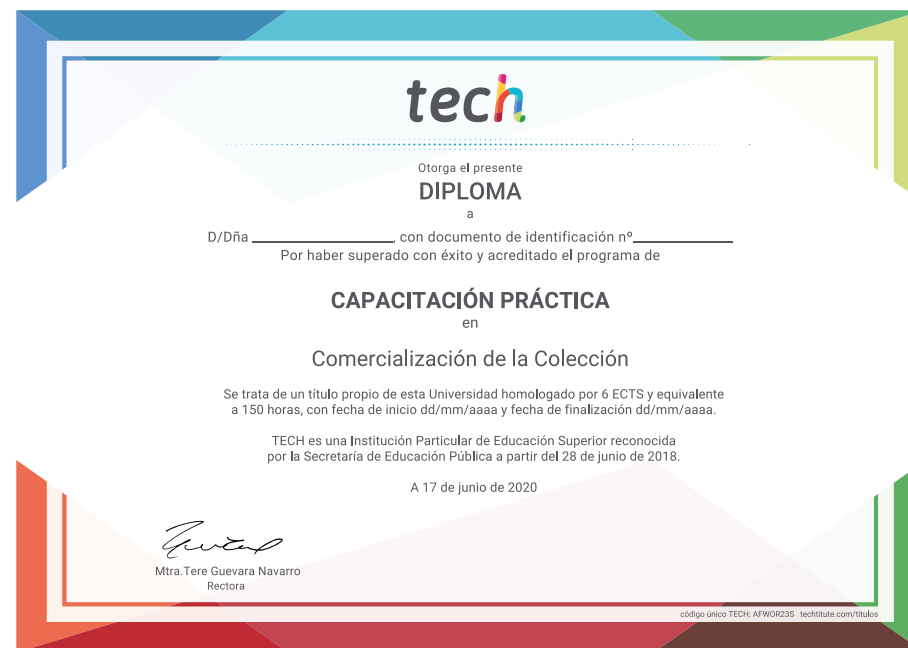 tech
Otorga el presente
DIPLOMA
a
D/Dña ____________________, con documento de identificación nº______________
Por haber superado con éxito y acreditado el programa de
CAPACITACIÓN PRÁCTICA
en
Comercialización de la Colección
Se trata de un título propio de esta Universidad homologado por 6 ECTS y equivalente
a 150 horas, con fecha de inicio dd/mm/aaaa y fecha de finalización dd/mm/aaaa.
TECH es una Institución Particular de Educación Superior reconocida
por la Secretaría de Educación Pública a partir del 28 de junio de 2018.
A 17 de junio de 2020
Mtra.Tere Guevara Navarro
Rectora
código único TECH: AFWOR23S techtitute.com/titulos